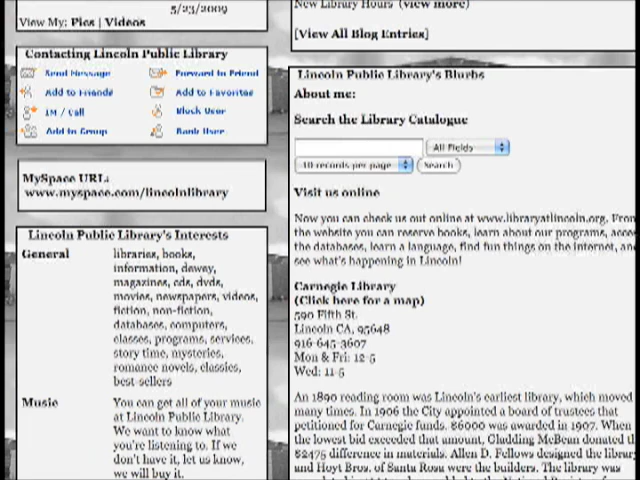 5/23/2009
View My: Pics | Videos
Contacting Lincoln Public Library
Send Message
Forward to Friend
Add to Friends
Add to Favorites
IM / Call
Block User
Add to Group
Rank User
MySpace URL:
www.myspace.com/lincolnlibrary
Lincoln Public Library's Interests
General
libraries, books,
information, dewey,
magazines, cds, dvds,
movies, newspapers, videos,
fiction, non-fiction,
databases, computers,
classes, programs, services,
story time, mysteries,
romance novels, classics,
best-sellers
Music
You can get all of your music
at Lincoln Public Library.
We want to know what
you're listening to. If we
don't have it, let us know,
we will buy it.
New Library Hours (view more)
[View All Blog Entries]
Lincoln Public Library's Blurbs
About me:
Search the Library Catalogue
All Fields
10 records per page
Search
Visit us online
Now you can check us out online at www.libraryatlincoln.org. From
the website you can reserve books, learn about our programs, acce
the databases, learn a language, find fun things on the internet, an
see what's happening in Lincoln!
Carnegie Library
(Click here for a map)
590 Fifth St.
Lincoln CA, 95648
916-645-3607
Mon & Fri: 12-5
Wed: 11-5
An 1890 reading room was Lincoln's earliest library, which moved
many times. In 1906 the City appointed a board of trustees that
petitioned for Carnegie funds. $6000 was awarded in 1907. When
the lowest bid exceeded that amount, Gladding McBean donated th
$2475 difference in materials. Allen D. Fellows designed the library
and Hoyt Bros. of Santa Rosa were the builders. The library was